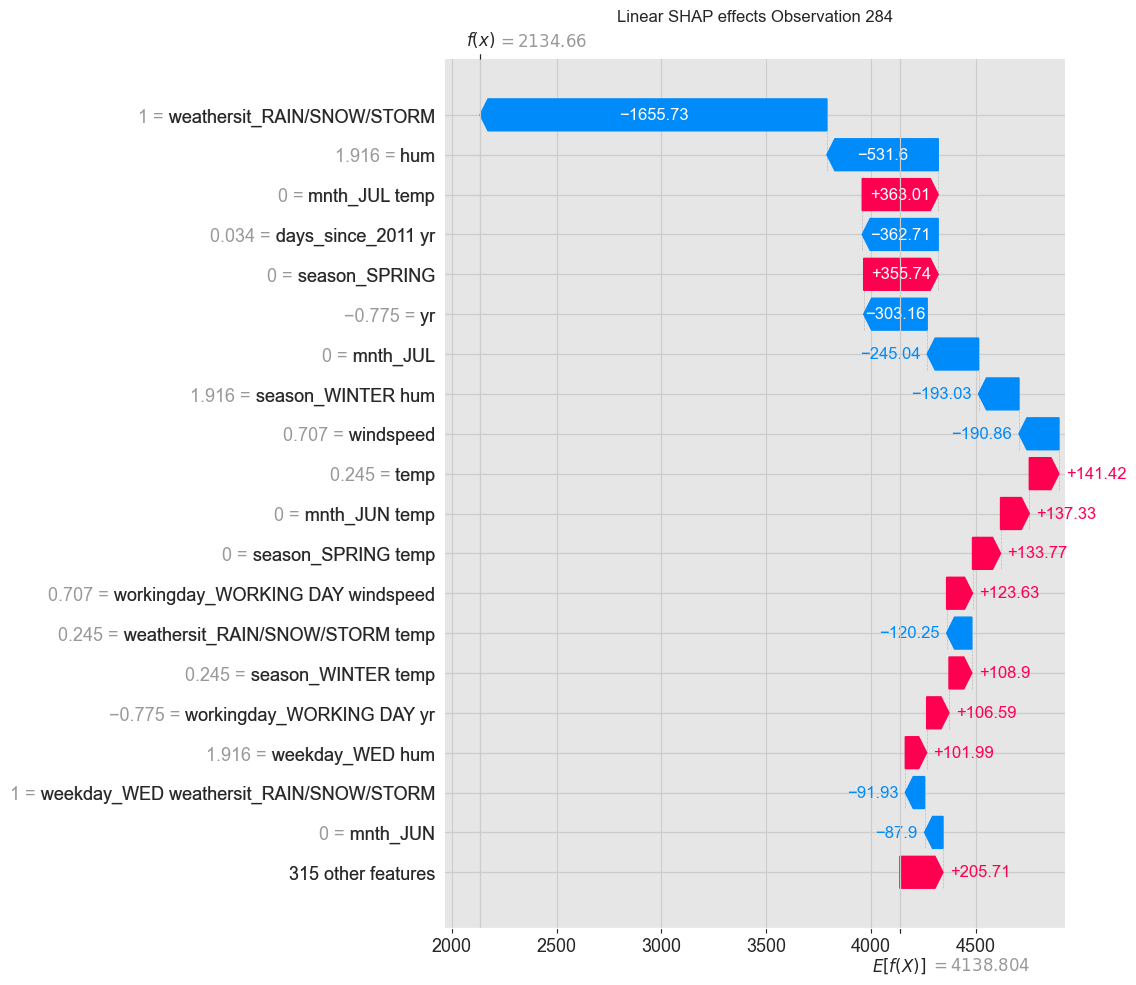 Linear SHAP effects Observation 284
f(x) = 2134.66
1 = weathersit_RAIN/SNOW/STORM −1655.73
1.916 = hum −531.6
0 = mnth_JUL temp +363.01
0.034 = days_since_2011 yr −362.71
0 = season_SPRING +355.74
−0.775 = yr −303.16
0 = mnth_JUL −245.04
1.916 = season_WINTER hum −193.03
0.707 = windspeed −190.86
0.245 = temp +141.42
0 = mnth_JUN temp +137.33
0 = season_SPRING temp +133.77
0.707 = workingday_WORKING DAY windspeed +123.63
0.245 = weathersit_RAIN/SNOW/STORM temp −120.25
0.245 = season_WINTER temp +108.9
−0.775 = workingday_WORKING DAY yr +106.59
1.916 = weekday_WED hum +101.99
1 = weekday_WED weathersit_RAIN/SNOW/STORM −91.93
0 = mnth_JUN −87.9
315 other features +205.71
2000 2500 3000 3500 4000 4500
E[f(X)] = 4138.804